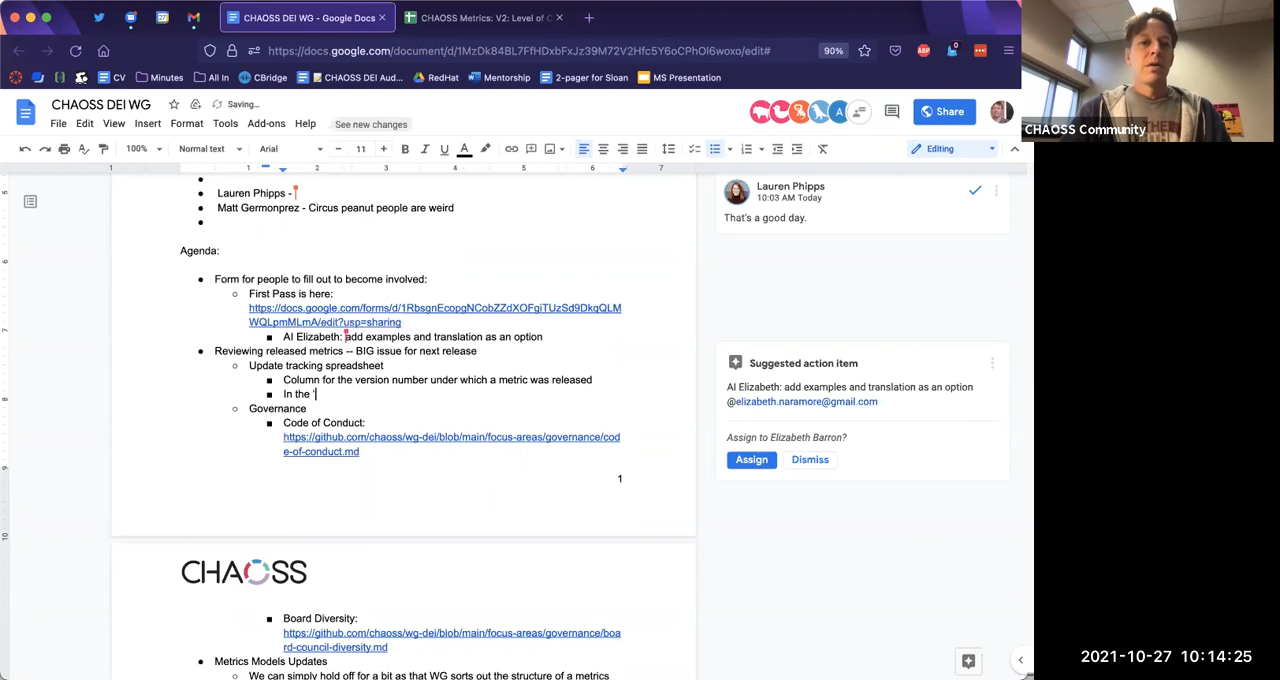 CHAOSS DEI WG - Google Docs
CHAOSS Metrics: V2: Level of C
https://docs.google.com/document/d/1MzDk84BL7FfHDxbFxJz39M72V2Hfc5Y6oCPhOl6woxo/edit#
90%
ABP
CV
Minutes
All In
CBridge
CHAOSS DEI Aud...
RedHat
Mentorship
2-pager for Sloan
MS Presentation
CHAOSS DEI WG
Saving...
File Edit View Insert Format Tools Add-ons Help
See new changes
A
Share
100%
Normal text
Arial
11
Editing
1 1 2 3 4 5 6 7
Lauren Phipps -
Matt Germonprez - Circus peanut people are weird
Agenda:
Form for people to fill out to become involved:
First Pass is here:
https://docs.google.com/forms/d/1RbsgnEcopgNCobZZdXOFgiTUzSd9DkqQLM
WQLpmMLmA/edit?usp=sharing
AI Elizabeth: add examples and translation as an option
Reviewing released metrics -- BIG issue for next release
Update tracking spreadsheet
Column for the version number under which a metric was released
In the '
Governance
Code of Conduct:
https://github.com/chaoss/wg-dei/blob/main/focus-areas/governance/cod
e-of-conduct.md
1
CHAOSS
Board Diversity:
https://github.com/chaoss/wg-dei/blob/main/focus-areas/governance/boa
rd-council-diversity.md
Metrics Models Updates
We can simply hold off for a bit as that WG sorts out the structure of a metrics
Lauren Phipps
10:03 AM Today
That's a good day.
Suggested action item
AI Elizabeth: add examples and translation as an option
@elizabeth.naramore@gmail.com
Assign to Elizabeth Barron?
Assign
Dismiss
CHAOSS Community
2021-10-27 10:14:25